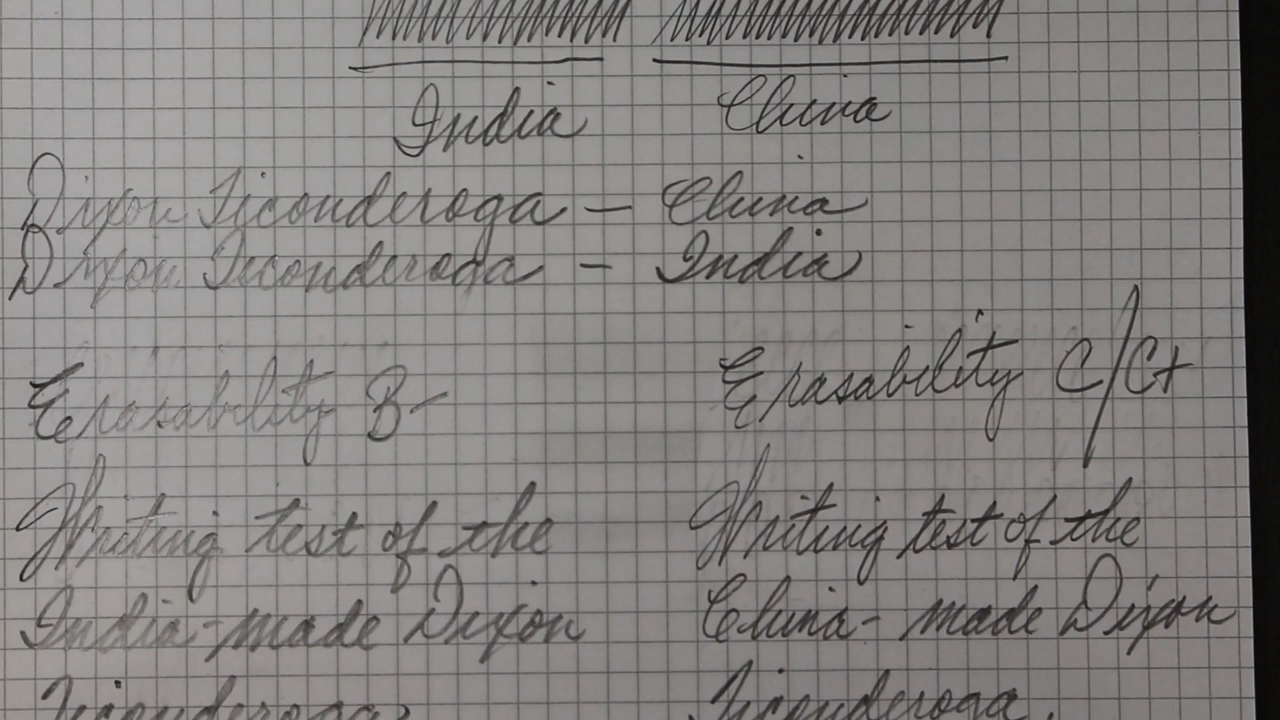 India China
Dixon Ticonderoga – China
Dixon Ticonderoga – India
Erasability B-
Erasability C/C+
Writing test of the
India-made Dixon
Ticonderoga.
Writing test of the
China-made Dixon
Ticonderoga.